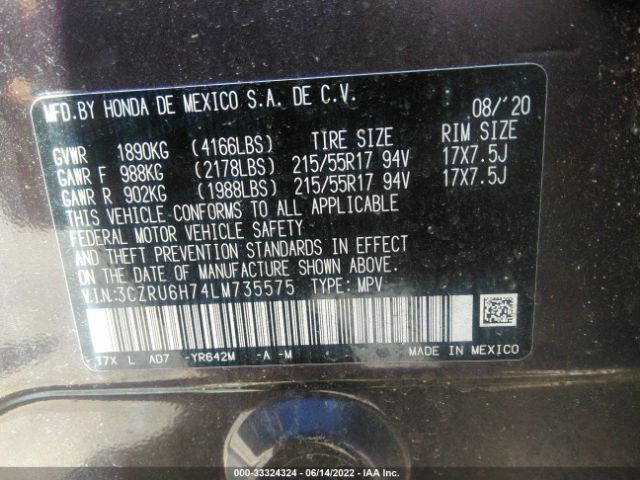 MFD.BY HONDA DE MEXICO S.A. DE C.V. 08/'20
GVWR 1890KG (4166LBS) TIRE SIZE RIM SIZE
GAWR F 988KG (2178LBS) 215/55R17 94V 17X7.5J
GAWR R 902KG (1988LBS) 215/55R17 94V 17X7.5J
THIS VEHICLE CONFORMS TO ALL APPLICABLE
FEDERAL MOTOR VEHICLE SAFETY
AND THEFT PREVENTION STANDARDS IN EFFECT
ON THE DATE OF MANUFACTURE SHOWN ABOVE.
V.I.N:3CZRU6H74LM735575 TYPE: MPV
17X L AD7 -YR642M -A -M MADE IN MEXICO
000-33324324 - 06/14/2022 - IAA Inc.